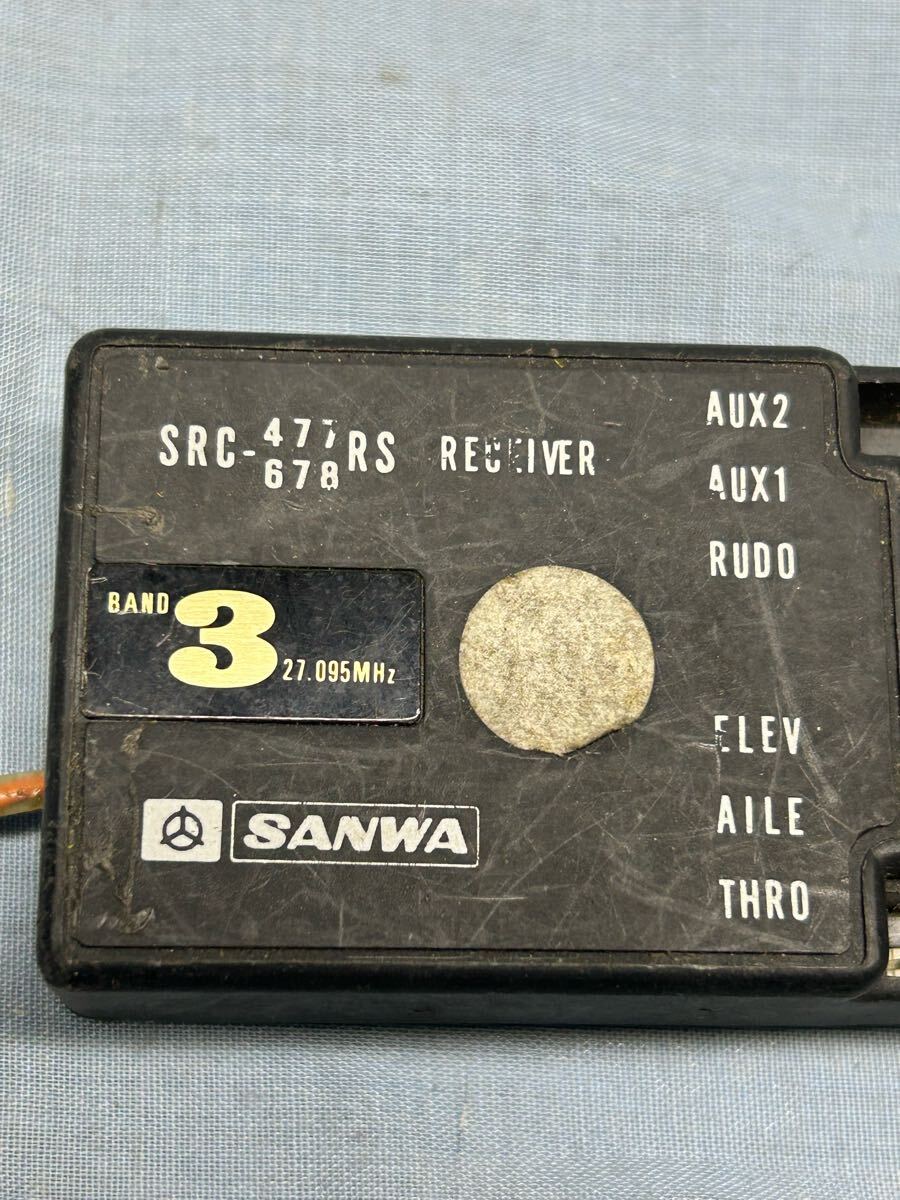 SRC-477/678RS RECEIVER
BAND 3 27.095MHz
SANWA
AUX2
AUX1
RUDO
ELEV
AILE
THRO